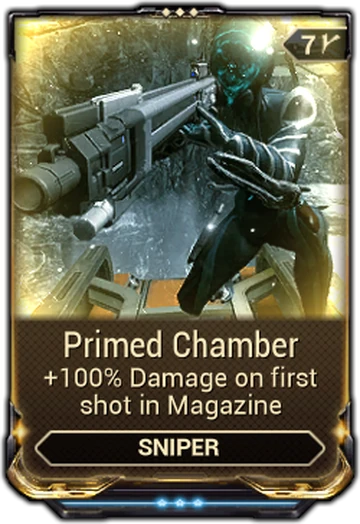 7
Primed Chamber
+100% Damage on first
shot in Magazine
SNIPER